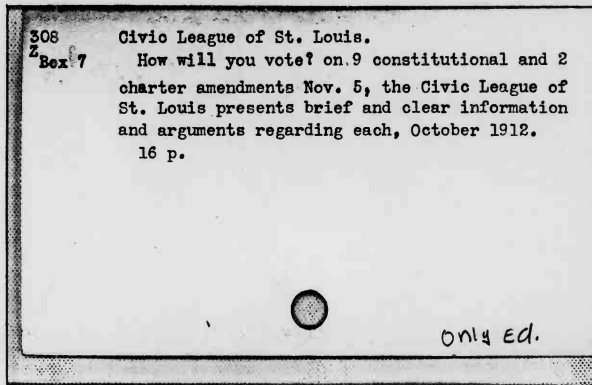 308 Civic League of St. Louis.
Z
Box 7 How will you vote? on 9 constitutional and 2
charter amendments Nov. 5, the Civic League of
St. Louis presents brief and clear information
and arguments regarding each, October 1912.
16 p.
only Ed.